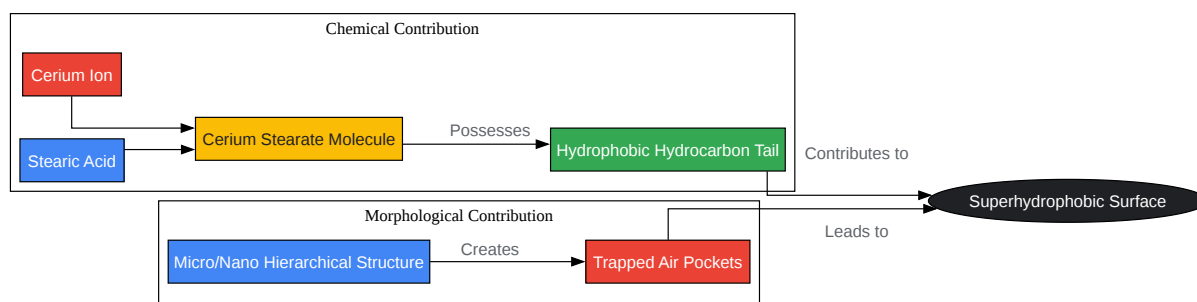 Chemical Contribution
Cerium Ion
Stearic Acid
Cerium Stearate Molecule
Possesses
Hydrophobic Hydrocarbon Tail
Contributes to
Superhydrophobic Surface
Morphological Contribution
Micro/Nano Hierarchical Structure
Creates
Trapped Air Pockets
Leads to